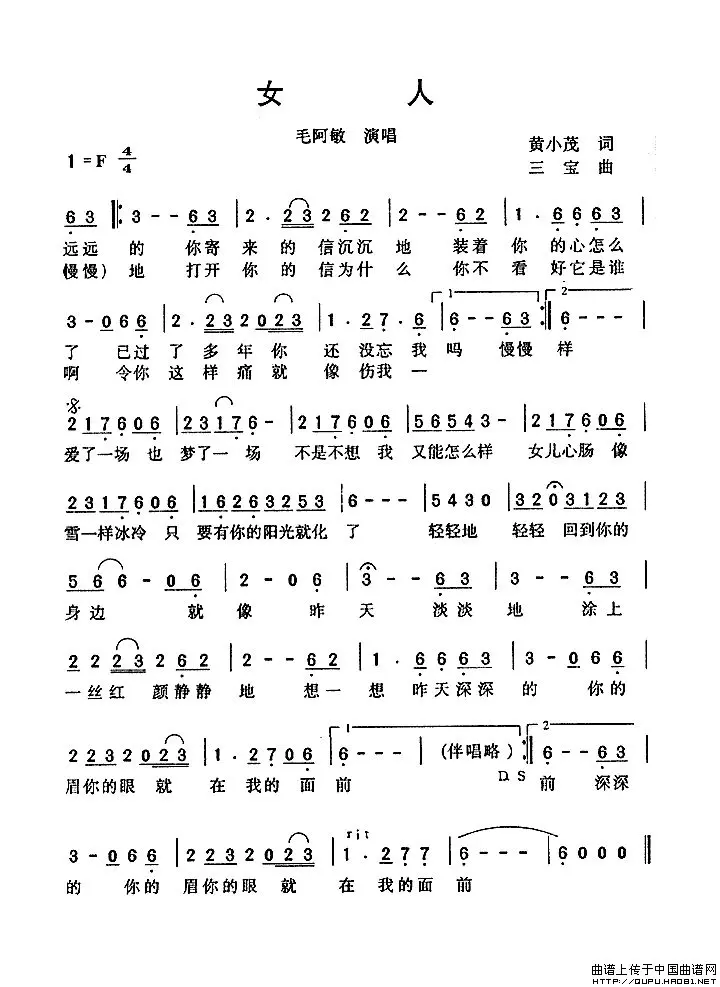 女 人
毛阿敏 演唱
黄小茂 词
1=F 4/4
三 宝 曲
6 3 ‖: 3 - - 6 3 | 2 · 2 3 2 6 2 | 2 - - 6 2 | 1 · 6 6 6 3 |
远远 的 你寄 来 的 信沉沉 地 装着 你 的心怎么
慢慢) 地 打开 你 的 信为什 么 你不 看 好它是谁
3 - 0 6 6 | 2 · 2 3 2 0 2 3 | 1 · 2 7 · 6 | 1 6 - - 6 3 :‖ 2 6 - - - |
了 已过 了 多 年 你 还 没忘 我 吗 慢慢 样
啊 令你 这 样 痛 就 像 伤我 一
2 1 7 6 0 6 | 2 3 1 7 6 - | 2 1 7 6 0 6 | 5 6 5 4 3 - | 2 1 7 6 0 6 |
爱了一场 也 梦了一 场 不是不想 我 又能怎么样 女儿心肠 像
2 3 1 7 6 0 6 | 1 6 2 6 3 2 5 3 | 6 - - - | 5 4 3 0 | 3 2 0 3 1 2 3 |
雪一样冰冷 只 要有你的阳光就化 了 轻轻地 轻轻 回到你的
5 6 6 - 0 6 | 2 - 0 6 | 3 - - 6 3 | 3 - - 6 3 |
身边 就 像 昨 天 淡淡 地 涂上
2 2 2 3 2 6 2 | 2 - - 6 2 | 1 · 6 6 6 3 | 3 - 0 6 6 |
一丝红 颜静静 地 想一 想 昨天深深 的 你的
2 2 3 2 0 2 3 | 1 · 2 7 0 6 | 1 6 - - (伴唱略) :‖ 2 6 - - 6 3 |
眉你的眼 就 在 我的 面 前 D S 前 深深
rit
3 - 0 6 6 | 2 2 3 2 0 2 3 | 1 · 2 7 7 | 6 - - - | 6 0 0 0 ‖
的 你的 眉你的眼 就 在 我的面 前
曲谱上传于中国曲谱网
HTTP://QUPU.HAO81.NET